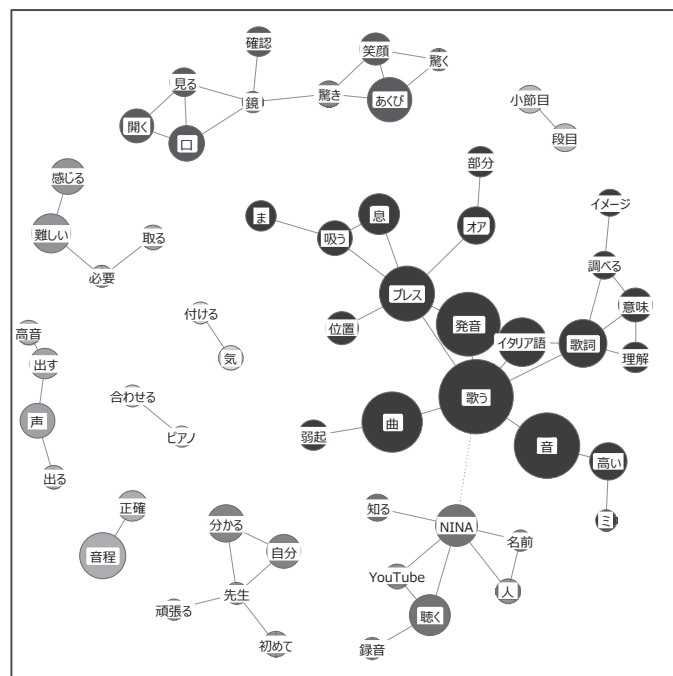 確認
笑顔
驚く
見る
鏡
驚き
あくび
小節目
開く
口
段目
部分
感じる
イメージ
ま
息
オア
難しい
取る
吸う
調べる
必要
ブレス
付ける
位置
発音
意味
高音
イタリア語
歌詞
理解
出す
気
合わせる
歌う
声
ピアノ
弱起
曲
音
高い
出る
正確
知る
ミ
分かる
NINA
名前
音程
自分
YouTube
先生
人
頑張る
聴く
初めて
録音